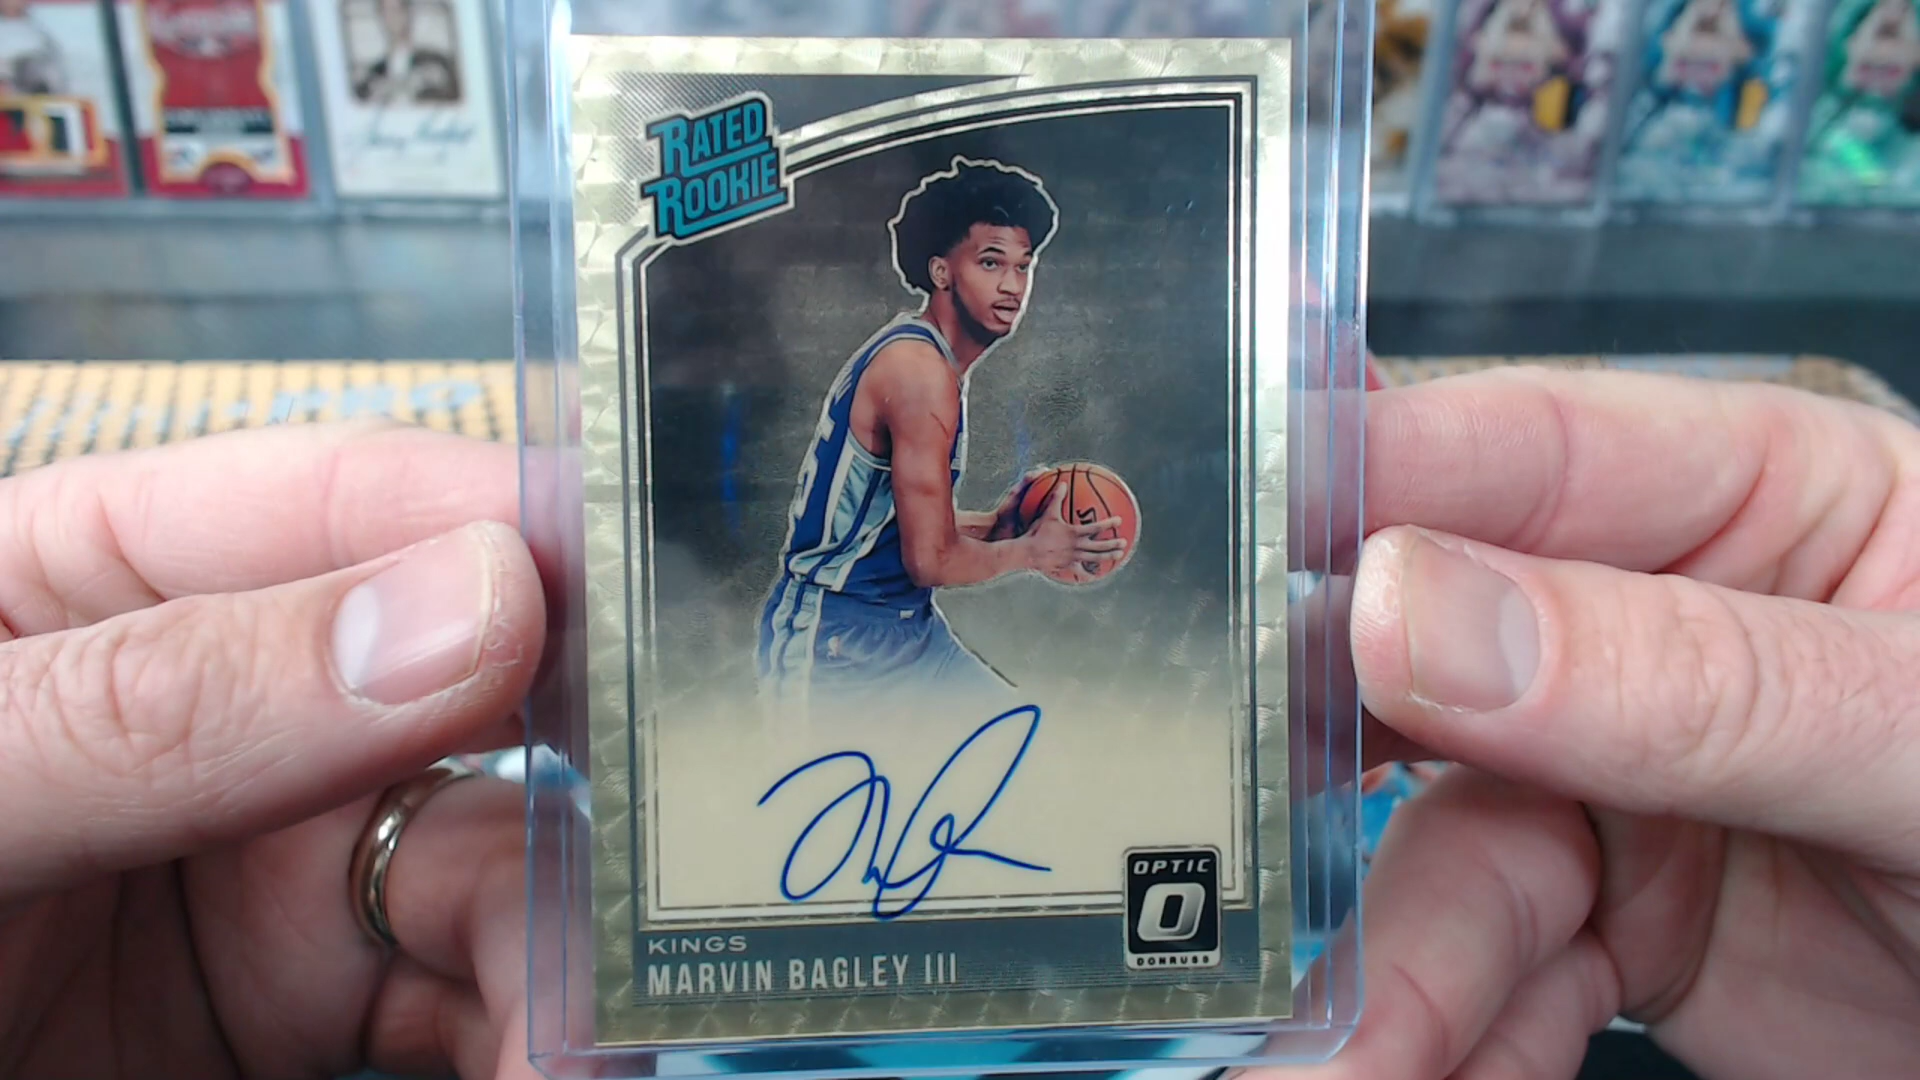 RATED
ROOKIE
OPTIC
DONRUSS
KINGS
MARVIN BAGLEY III